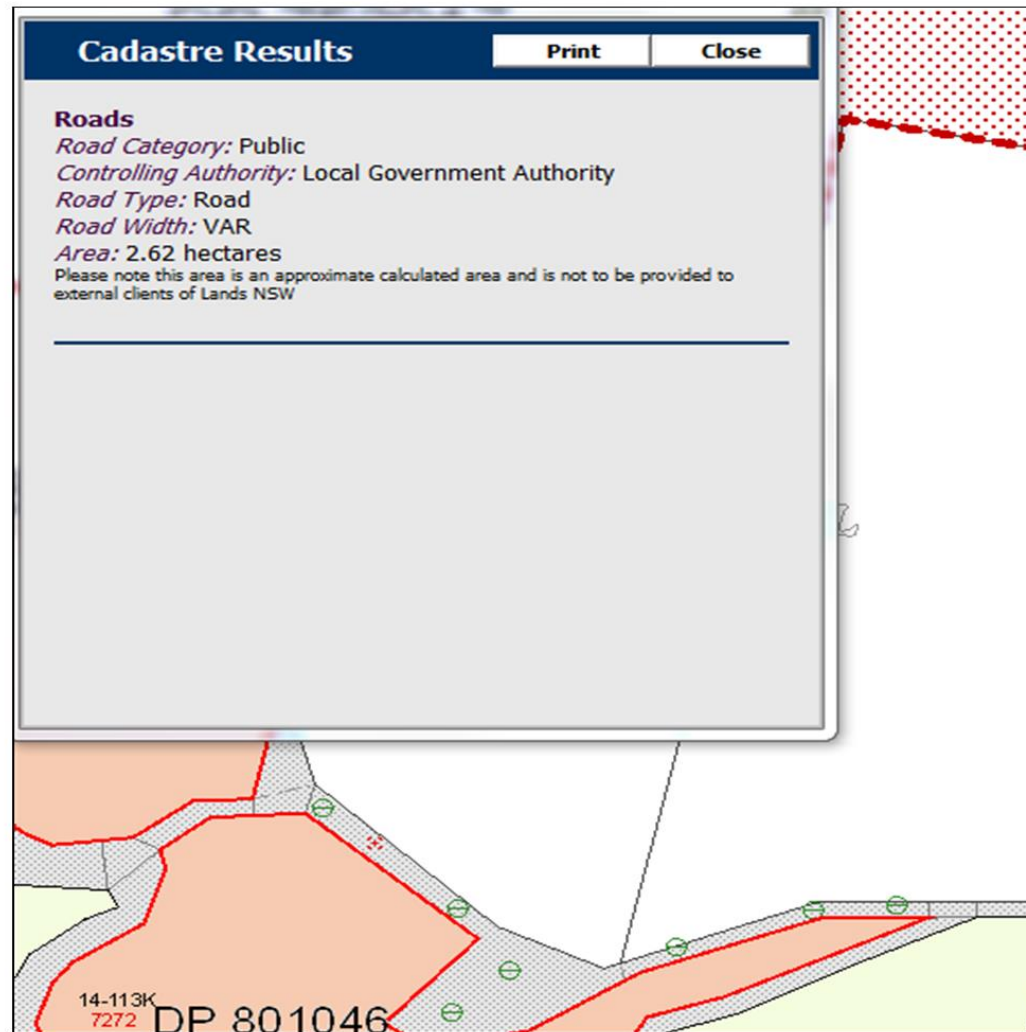 Cadastre Results Print Close
Roads
Road Category: Public
Controlling Authority: Local Government Authority
Road Type: Road
Road Width: VAR
Area: 2.62 hectares
Please note this area is an approximate calculated area and is not to be provided to
external clients of Lands NSW
14-113K
7272
DP 801046